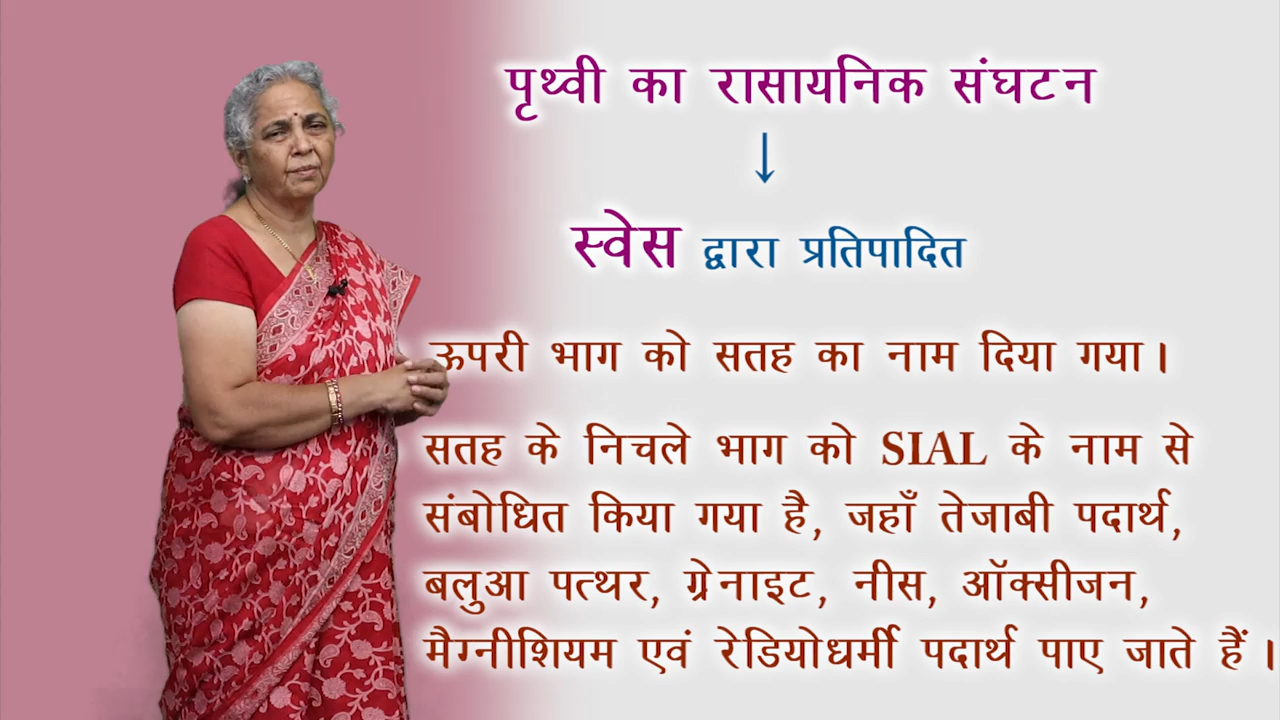 पृथ्वी का रासायनिक संघटन
↓
स्वेस द्वारा प्रतिपादित
ऊपरी भाग को सतह का नाम दिया गया।
सतह के निचले भाग को SIAL के नाम से
संबोधित किया गया है, जहाँ तेजाबी पदार्थ,
बलुआ पत्थर, ग्रेनाइट, नीस, ऑक्सीजन,
मैग्नीशियम एवं रेडियोधर्मी पदार्थ पाए जाते हैं।